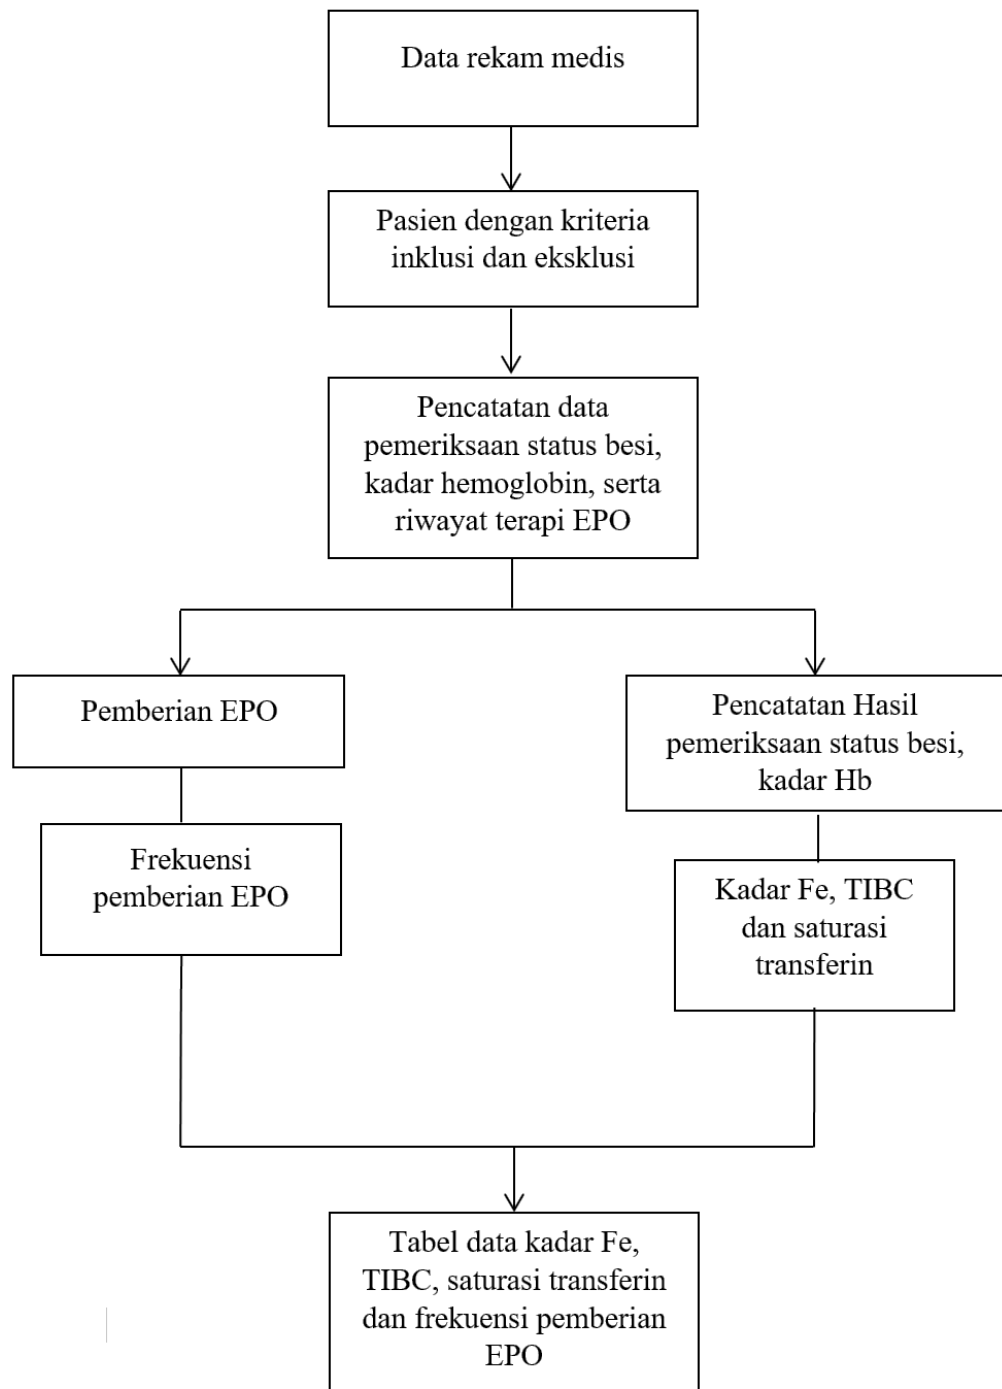 Data rekam medis
Pasien dengan kriteria
inklusi dan eksklusi
Pencatatan data
pemeriksaan status besi,
kadar hemoglobin, serta
riwayat terapi EPO
Pemberian EPO
Frekuensi
pemberian EPO
Pencatatan Hasil
pemeriksaan status besi,
kadar Hb
Kadar Fe, TIBC
dan saturasi
transferin
Tabel data kadar Fe,
TIBC, saturasi transferin
dan frekuensi pemberian
EPO